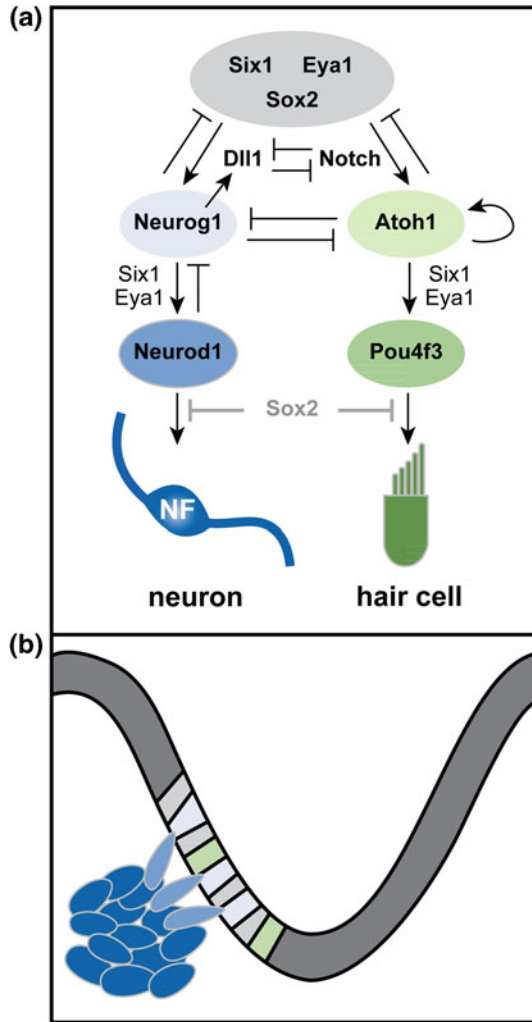 (a)
Six1 Eya1
Sox2
Dll1 Notch
Neurog1 Atoh1
Six1 Six1
Eya1 Eya1
Neurod1 Pou4f3
Sox2
NF
neuron hair cell
(b)